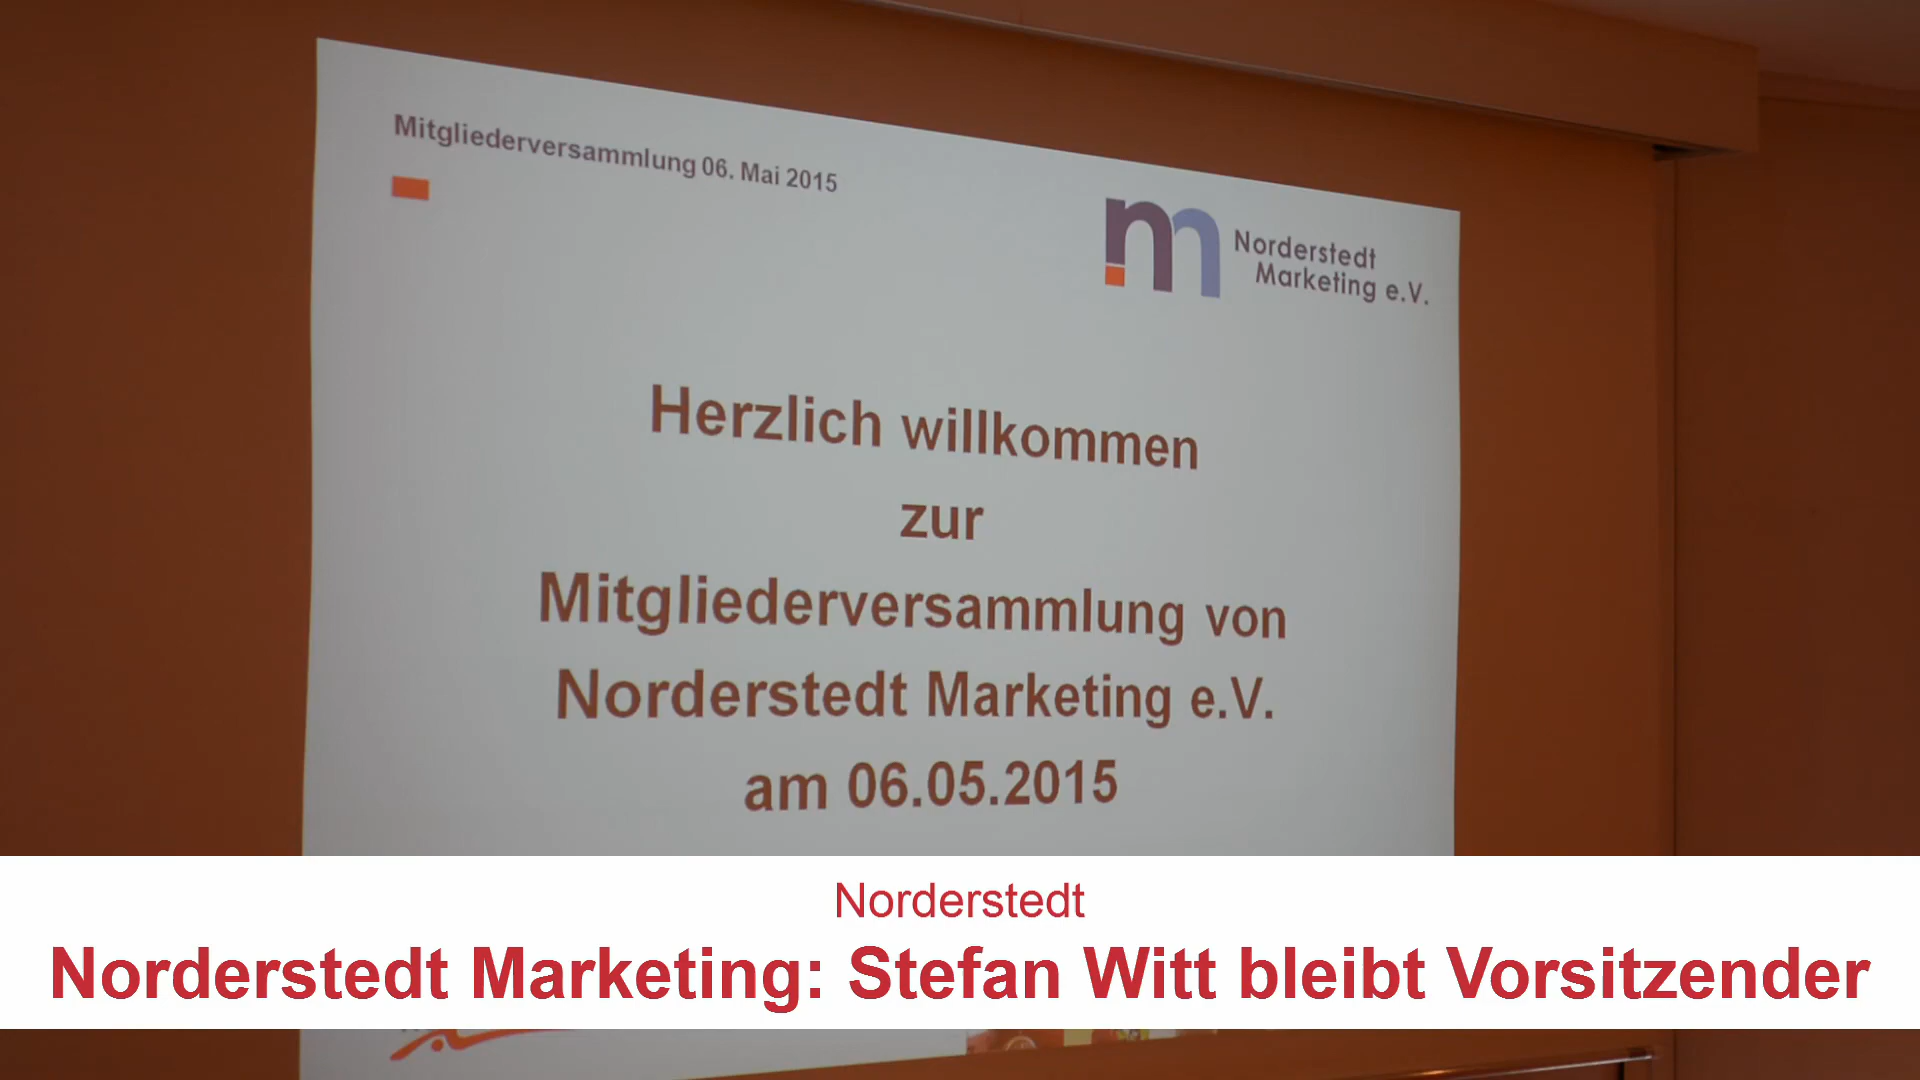 Mitgliederversammlung 06. Mai 2015
Norderstedt
Marketing e.V.
Herzlich willkommen
zur
Mitgliederversammlung von
Norderstedt Marketing e.V.
am 06.05.2015
Norderstedt
Norderstedt Marketing: Stefan Witt bleibt Vorsitzender